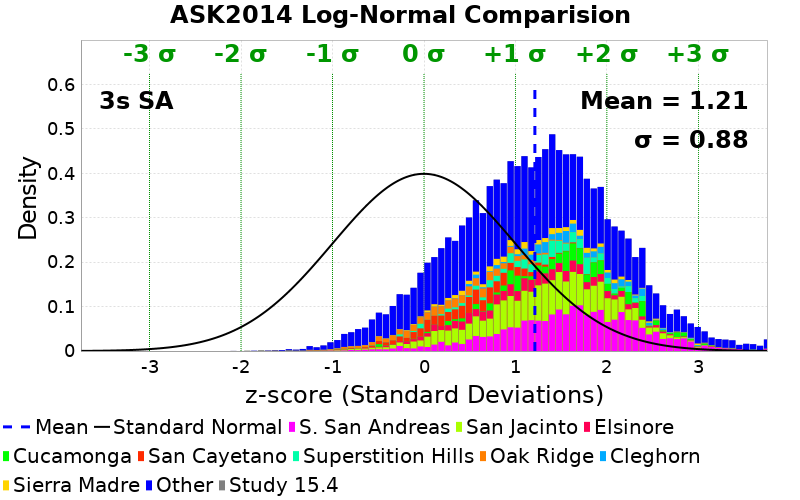 ASK2014 Log-Normal Comparision
-3 σ -2 σ -1 σ 0 σ +1 σ +2 σ +3 σ
3s SA
Mean = 1.21
σ = 0.88
Density
0.6
0.5
0.4
0.3
0.2
0.1
0
-3 -2 -1 0 1 2 3
z-score (Standard Deviations)
Mean Standard Normal S. San Andreas San Jacinto Elsinore
Cucamonga San Cayetano Superstition Hills Oak Ridge Cleghorn
Sierra Madre Other Study 15.4